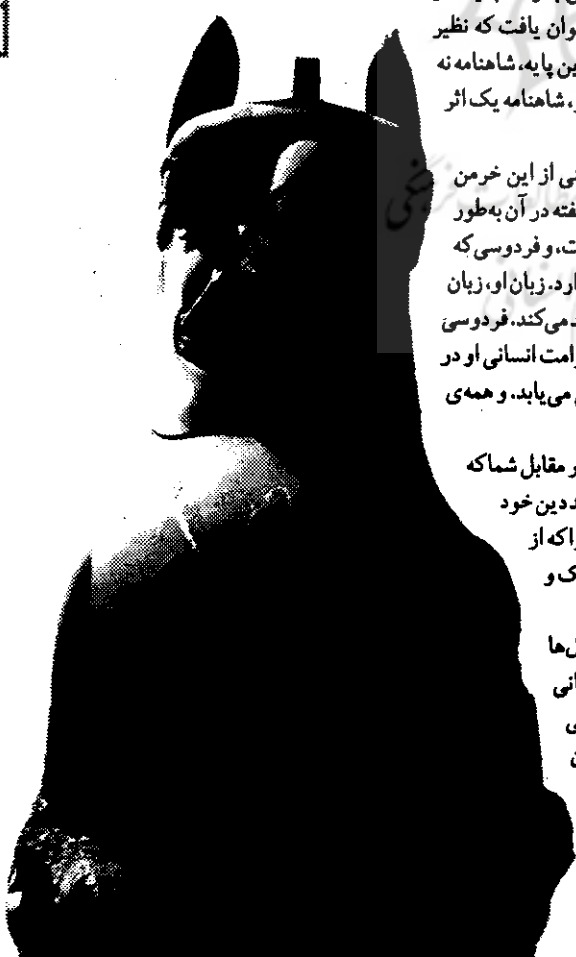 وان یافت که نظیر
ین پایه، شاهنامه نه
، شاهنامه یک اثر
نی از این خرمن
فته در آن به‌طور
ت، و فردوسی که
ارد. زبان او، زبان
د می‌کند. فردوسی
رامت انسانی او در
ی می‌یابد. و همه‌ی
ر مقابل شما که
د دین خود
ا که از
ک و
ل‌ها
انی
ی
ن